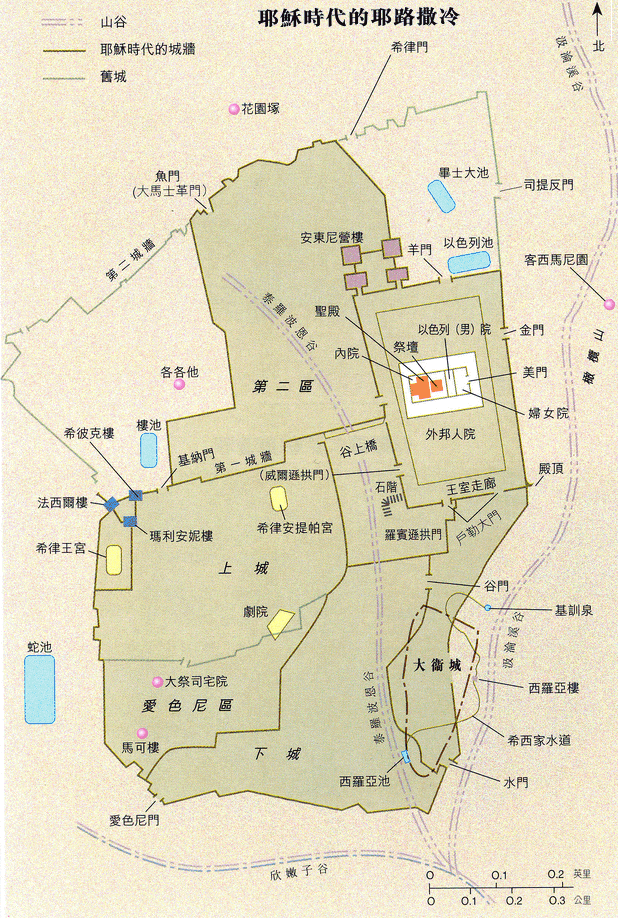 耶穌時代的耶路撒冷
山谷
耶穌時代的城牆
舊城
北
希律門
汲淪溪谷
花園塚
魚門
(大馬士革門)
畢士大池
司提反門
第二城牆
安東尼營樓
羊門
以色列池
客西馬尼園
泰羅波恩谷
聖殿
以色列(男)院
金門
內院
祭壇
橄欖山
美門
各各他
第二區
婦女院
樓池
外邦人院
希彼克樓
基納門
第一城牆
谷上橋
(威爾遜拱門)
殿頂
石階
王室走廊
法西爾樓
希律安提帕宮
瑪利安妮樓
羅賓遜拱門
戶勒大門
希律王宮
上城
谷門
基訓泉
劇院
汲淪溪谷
蛇池
大衛城
大祭司宅院
西羅亞樓
愛色尼區
泰羅波恩谷
馬可樓
希西家水道
下城
西羅亞池
水門
愛色尼門
欣嫩子谷
0 0.1 0.2 英里
0 0.1 0.2 0.3 公里